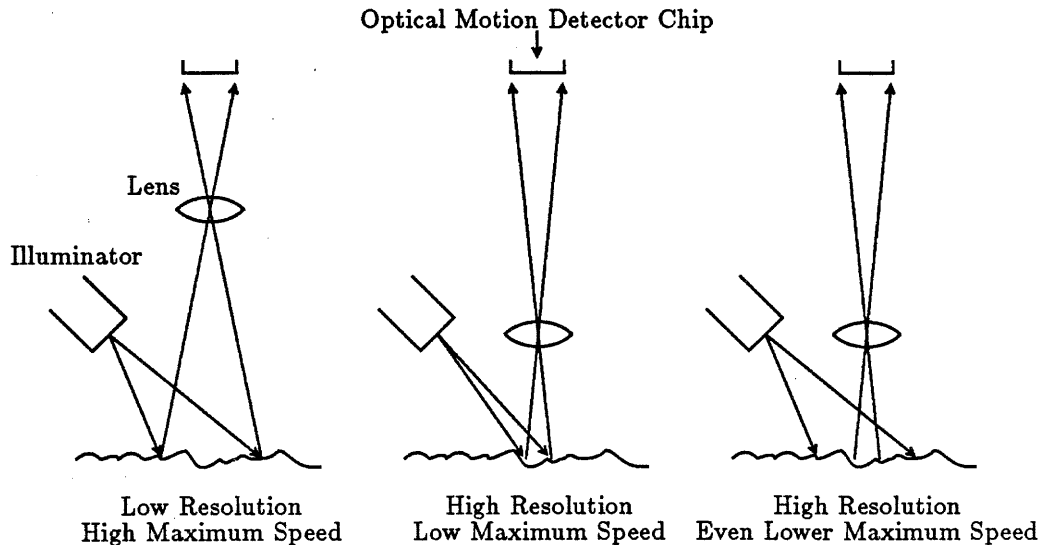 Optical Motion Detector Chip
Lens
Illuminator
Low Resolution
High Maximum Speed
High Resolution
Low Maximum Speed
High Resolution
Even Lower Maximum Speed